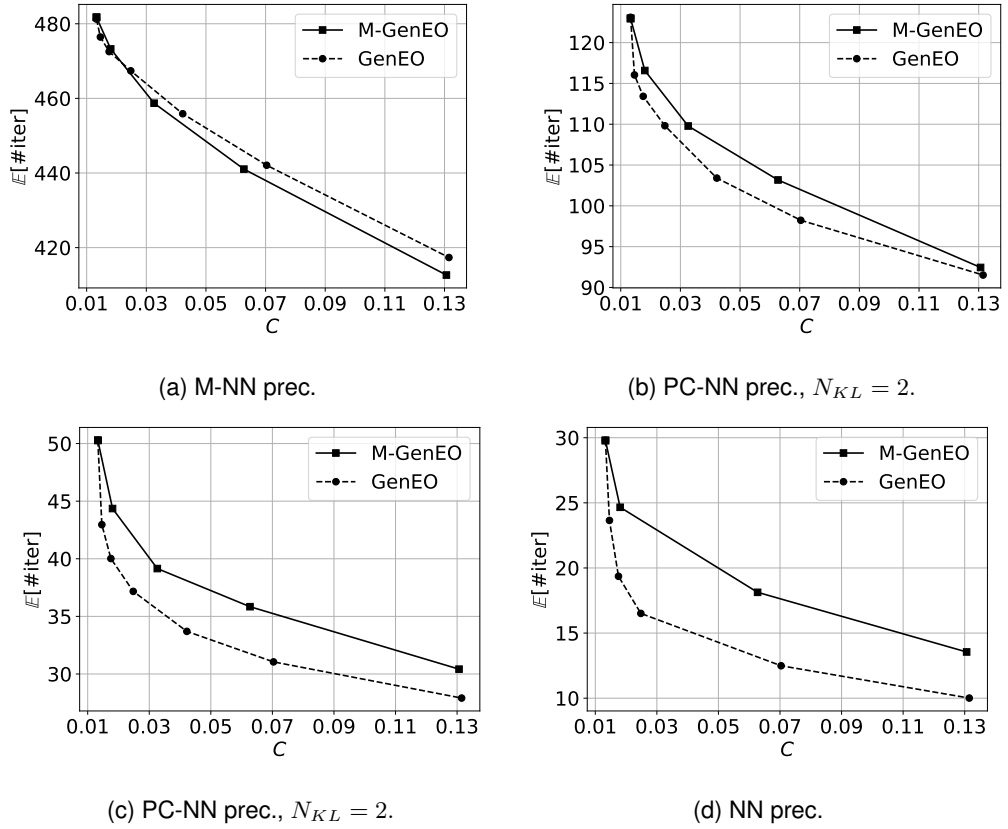 480
460
440
420
𝔼[#iter]
M-GenEO
GenEO
0.01 0.03 0.05 0.07 0.09 0.11 0.13
C
(a) M-NN prec.
120
115
110
105
100
95
90
𝔼[#iter]
M-GenEO
GenEO
0.01 0.03 0.05 0.07 0.09 0.11 0.13
C
(b) PC-NN prec., N_{KL} = 2.
50
45
40
35
30
𝔼[#iter]
M-GenEO
GenEO
0.01 0.03 0.05 0.07 0.09 0.11 0.13
C
(c) PC-NN prec., N_{KL} = 2.
30
25
20
15
10
𝔼[#iter]
M-GenEO
GenEO
0.01 0.03 0.05 0.07 0.09 0.11 0.13
C
(d) NN prec.